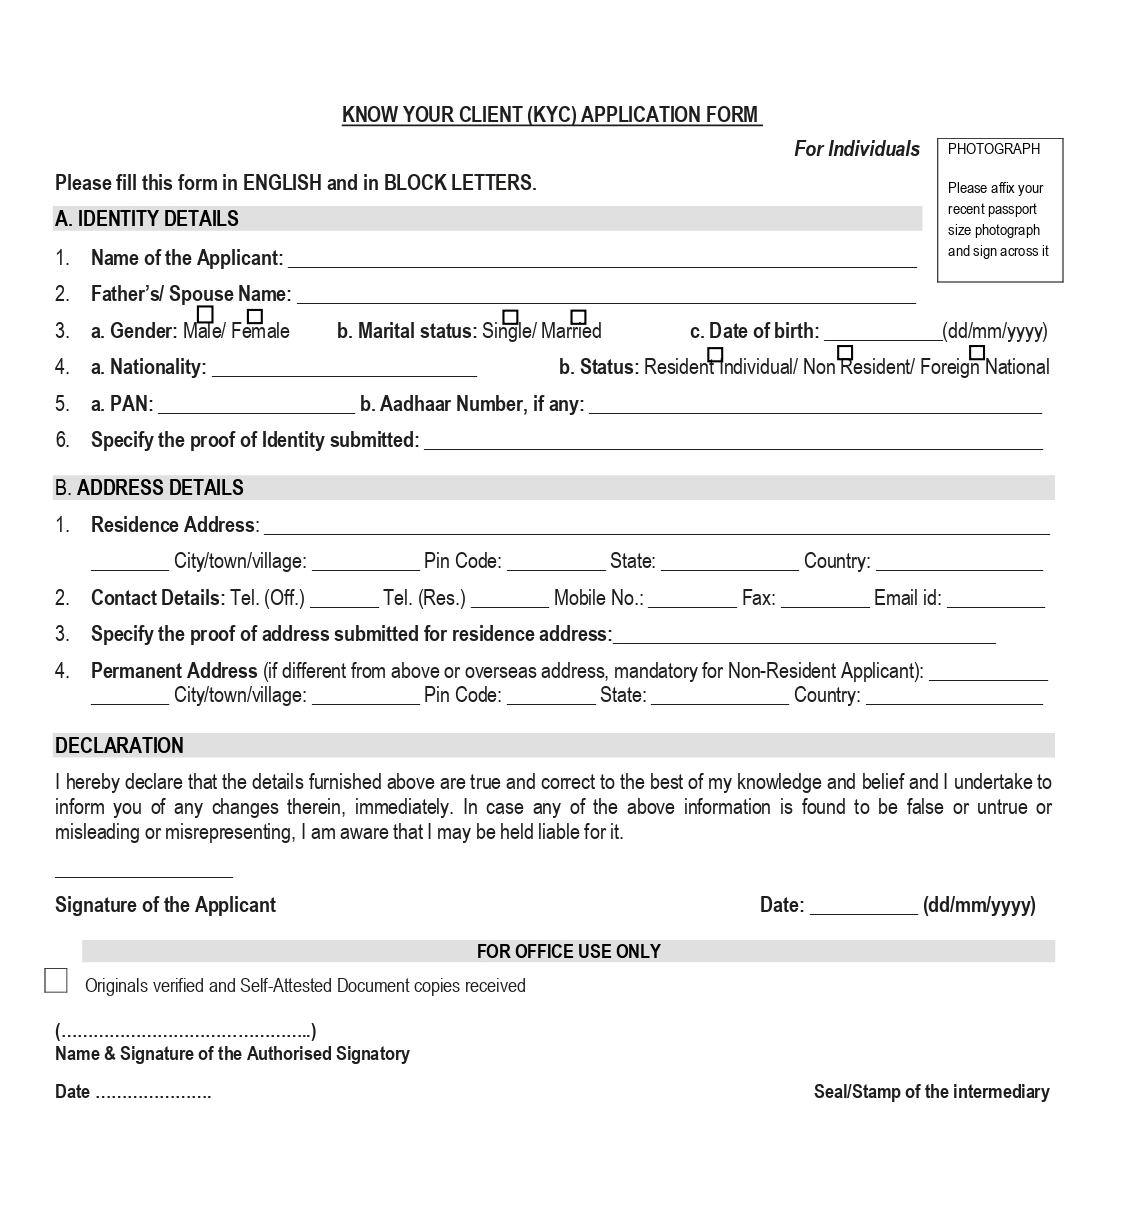 KNOW YOUR CLIENT (KYC) APPLICATION FORM
For Individuals
PHOTOGRAPH
Please affix your
recent passport
size photograph
and sign across it
Please fill this form in ENGLISH and in BLOCK LETTERS.
A. IDENTITY DETAILS
1. Name of the Applicant: ____________________
2. Father’s/ Spouse Name: ____________________
3. a. Gender: Male/ Female b. Marital status: Single/ Married c. Date of birth: ____________(dd/mm/yyyy)
4. a. Nationality: ____________________ b. Status: Resident Individual/ Non Resident/ Foreign National
5. a. PAN: ____________________ b. Aadhaar Number, if any: ____________________
6. Specify the proof of Identity submitted: ____________________
B. ADDRESS DETAILS
1. Residence Address: ____________________
________ City/town/village: ___________ Pin Code: __________ State: ______________ Country: _________________
2. Contact Details: Tel. (Off.) _______ Tel. (Res.) ________ Mobile No.: _________ Fax: _________ Email id: __________
3. Specify the proof of address submitted for residence address:____________________
4. Permanent Address (if different from above or overseas address, mandatory for Non-Resident Applicant): ____________
________ City/town/village: ___________ Pin Code: _________ State: ______________ Country: __________________
DECLARATION
I hereby declare that the details furnished above are true and correct to the best of my knowledge and belief and I undertake to
inform you of any changes therein, immediately. In case any of the above information is found to be false or untrue or
misleading or misrepresenting, I am aware that I may be held liable for it.
__________________
Signature of the Applicant Date: ___________ (dd/mm/yyyy)
FOR OFFICE USE ONLY
Originals verified and Self-Attested Document copies received
(………………………………………..)
Name & Signature of the Authorised Signatory
Date …………………. Seal/Stamp of the intermediary